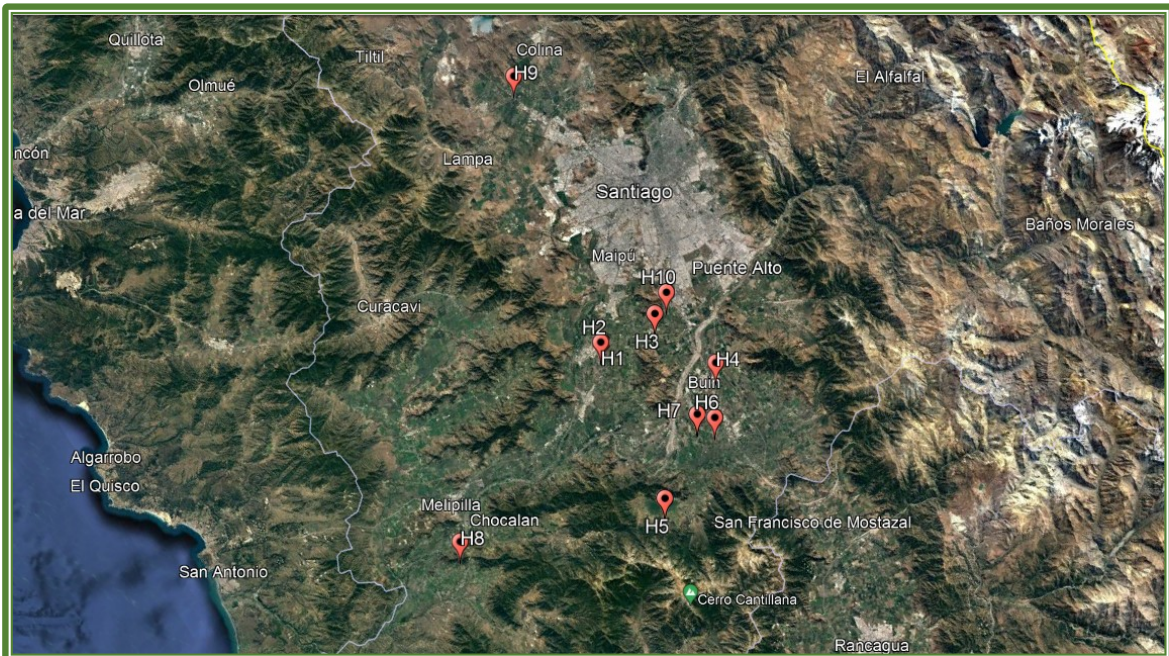 Quillota
Colina
Tiltil
H9
El Alfalfal
Olmué
ncón
Lampa
Santiago
a del Mar
Baños Morales
Maipú
Puente Alto
H10
Curacavi
H2
H3
H1
H4
Buin
H7
H6
Algarrobo
El Quisco
Melipilla
Chocalan
H5
San Francisco de Mostazal
H8
San Antonio
Cerro Cantillana
Rancagua